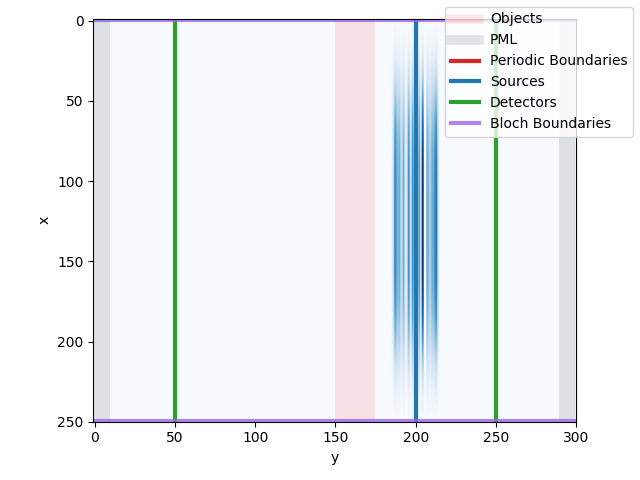 Objects
PML
Periodic Boundaries
Sources
Detectors
Bloch Boundaries
0
50
100
150
200
250
x
0 50 100 150 200 250 300
y